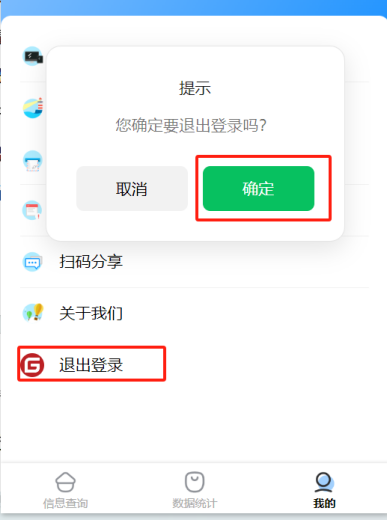 提示
您确定要退出登录吗?
取消
确定
扫码分享
关于我们
退出登录
信息查询
数据统计
我的